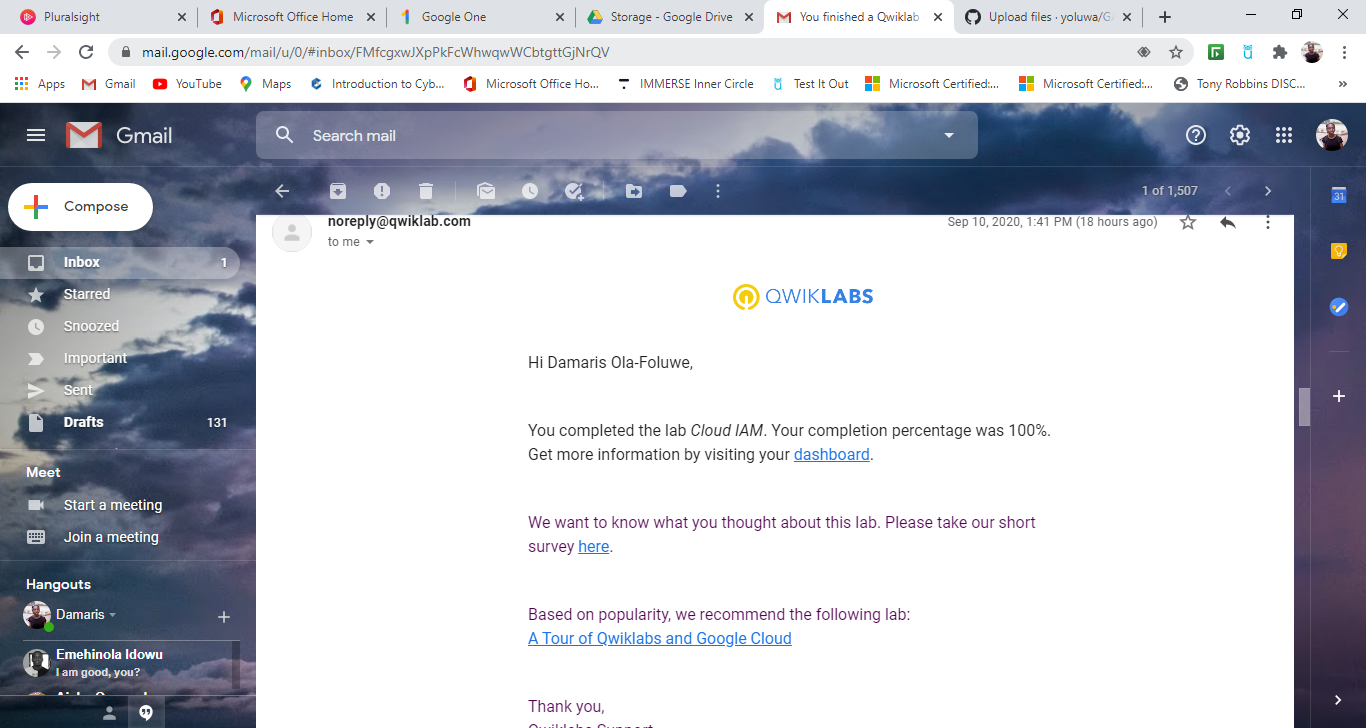 Pluralsight
Microsoft Office Home
Google One
Storage - Google Drive
You finished a Qwiklab
Upload files · yoluwa/G
mail.google.com/mail/u/0/#inbox/FMfcgxwJXpPkFcWhwqwWCbtgttGjNrQV
Apps
Gmail
YouTube
Maps
Introduction to Cyb...
Microsoft Office Ho...
IMMERSE Inner Circle
Test It Out
Microsoft Certified:...
Microsoft Certified:...
Tony Robbins DISC...
»
Gmail
Search mail
1 of 1,507
31
Compose
Inbox 1
Starred
Snoozed
Important
Sent
Drafts 131
Meet
Start a meeting
Join a meeting
Hangouts
Damaris
Emehinola Idowu
I am good, you?
noreply@qwiklab.com
Sep 10, 2020, 1:41 PM (18 hours ago)
to me
QWIKLABS
Hi Damaris Ola-Foluwe,
You completed the lab Cloud IAM. Your completion percentage was 100%.
Get more information by visiting your dashboard.
We want to know what you thought about this lab. Please take our short
survey here.
Based on popularity, we recommend the following lab:
A Tour of Qwiklabs and Google Cloud
Thank you,
Qwiklabs Support